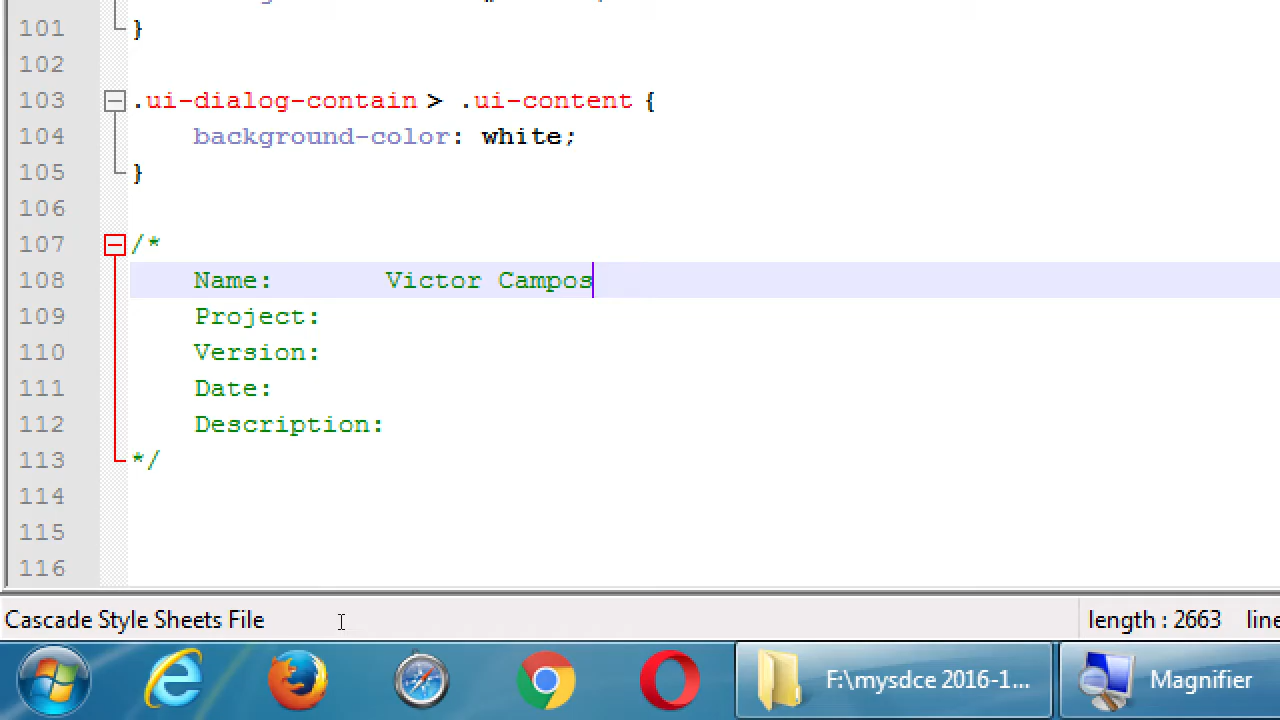 101 }
102
103 .ui-dialog-contain > .ui-content {
104 background-color: white;
105 }
106
107 /*
108 Name: Victor Campos
109 Project:
110 Version:
111 Date:
112 Description:
113 */
114
115
116
Cascade Style Sheets File length : 2663 line
F:\mysdce 2016-1... Magnifier